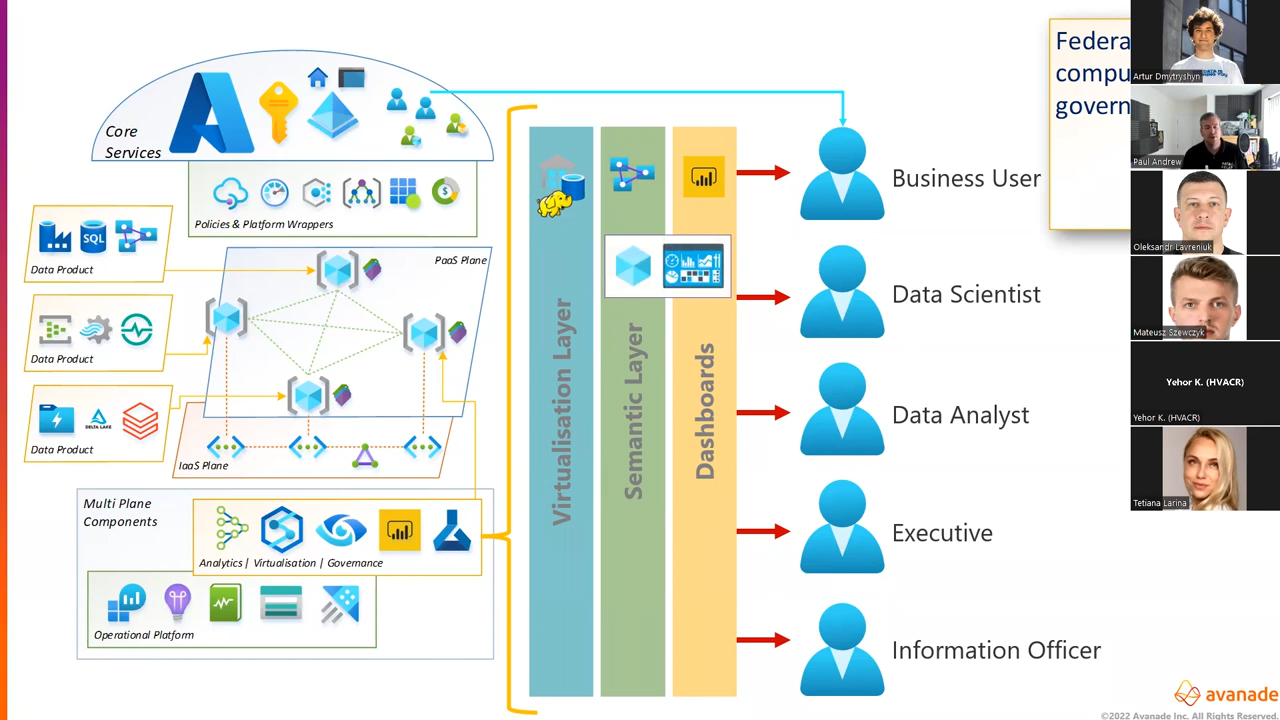 Core
Services
Policies & Platform Wrappers
SQL
Data Product
PaaS Plane
Data Product
DELTA LAKE
Data Product
IaaS Plane
Multi Plane
Components
Analytics | Virtualisation | Governance
Operational Platform
Virtualisation Layer
Semantic Layer
Dashboards
Business User
Data Scientist
Data Analyst
Executive
Information Officer
Federa
compu
govern
Artur Dmytryshyn
Paul Andrew
Oleksandr Lavreniuk
Mateusz Szewczyk
Yehor K. (HVACR)
Yehor K. (HVACR)
Tetiana Larina
avanade
©2022 Avanade Inc. All Rights Reserved.